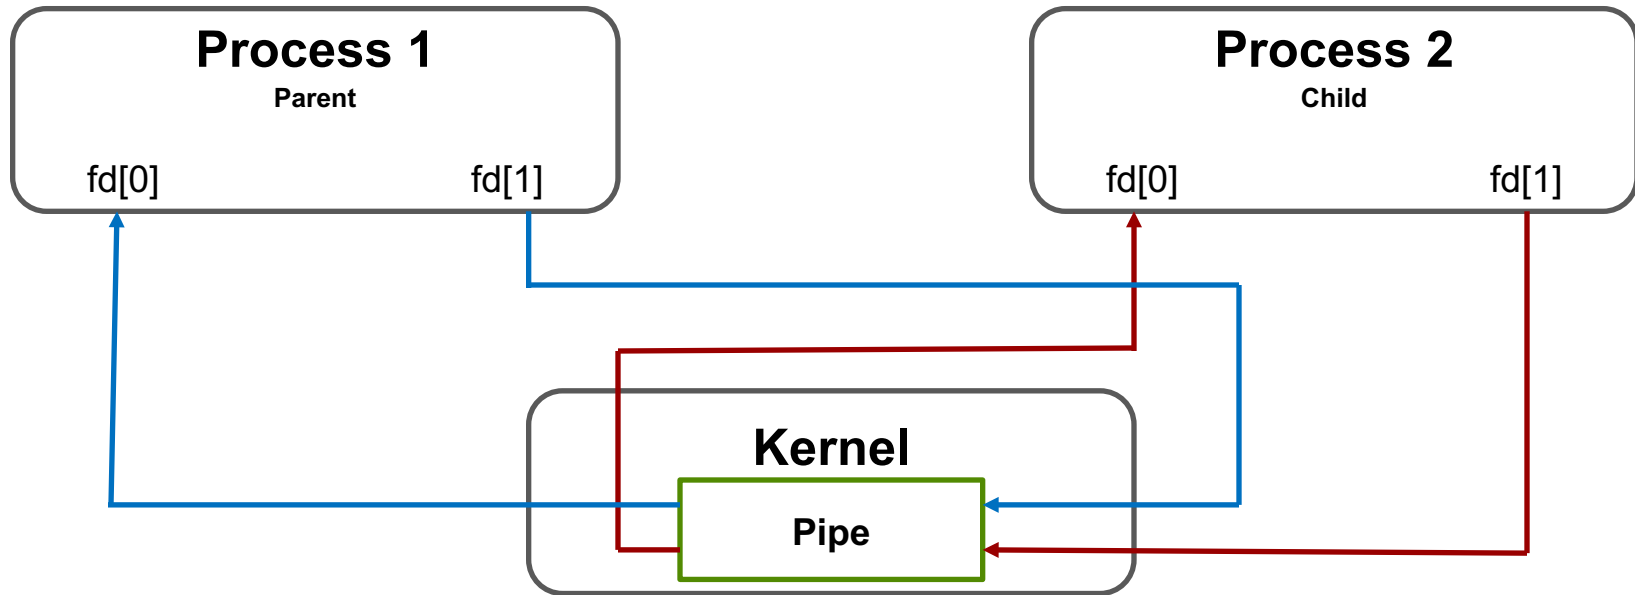 Process 1
Parent
fd[0]
fd[1]
Process 2
Child
fd[0]
fd[1]
Kernel
Pipe